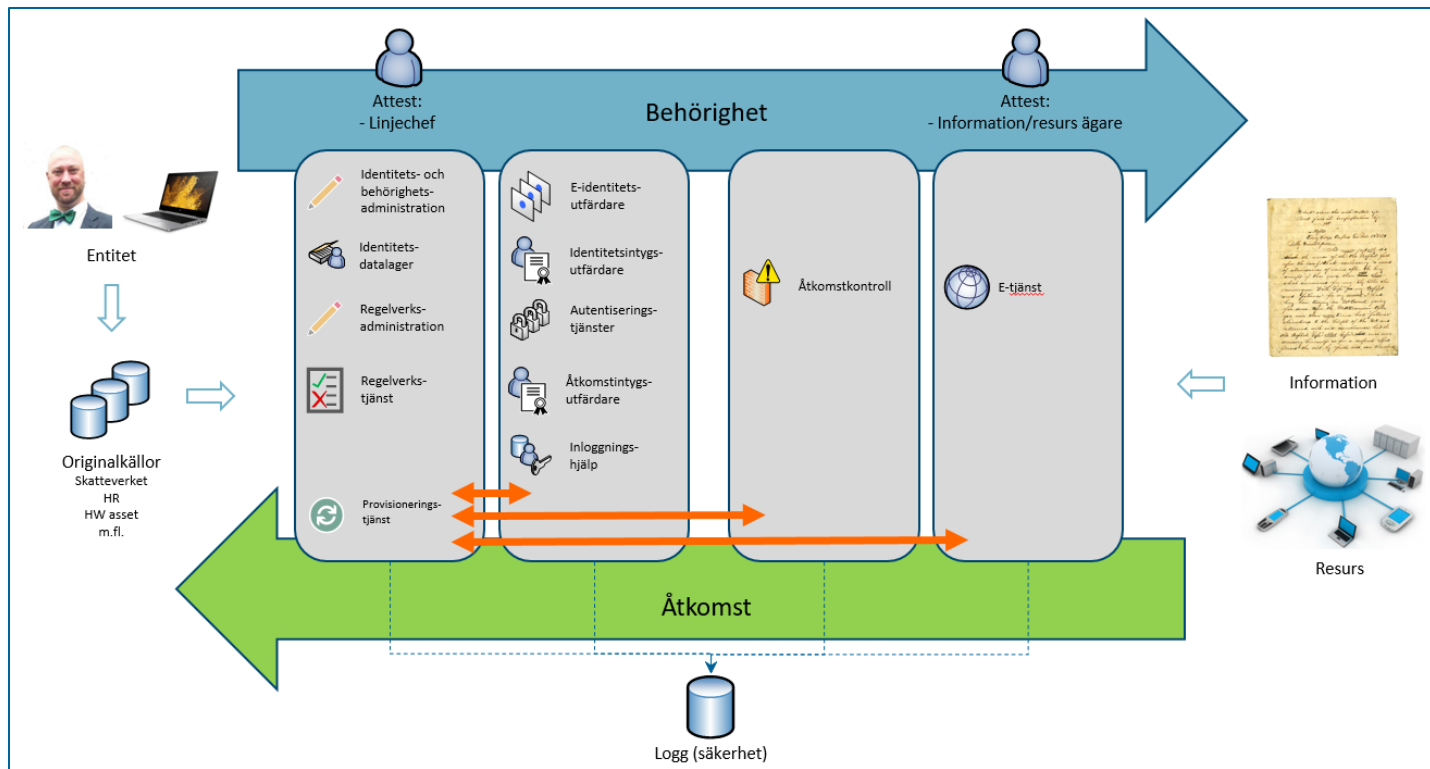 Attest:
- Linjechef
Behörighet
Attest:
- Information/resurs ägare
Entitet
Originalkällor
Skatteverket
HR
HW asset
m.fl.
Identitets- och
behörighets-
administration
Identitets-
datalager
Regelverks-
administration
Regelverks-
tjänst
Provisionerings-
tjänst
E-identitets-
utfärdare
Identitetsintygs-
utfärdare
Autentiserings-
tjänster
Åtkomstintygs-
utfärdare
Inloggnings-
hjälp
Åtkomstkontroll
E-tjänst
Information
Resurs
Åtkomst
Logg (säkerhet)